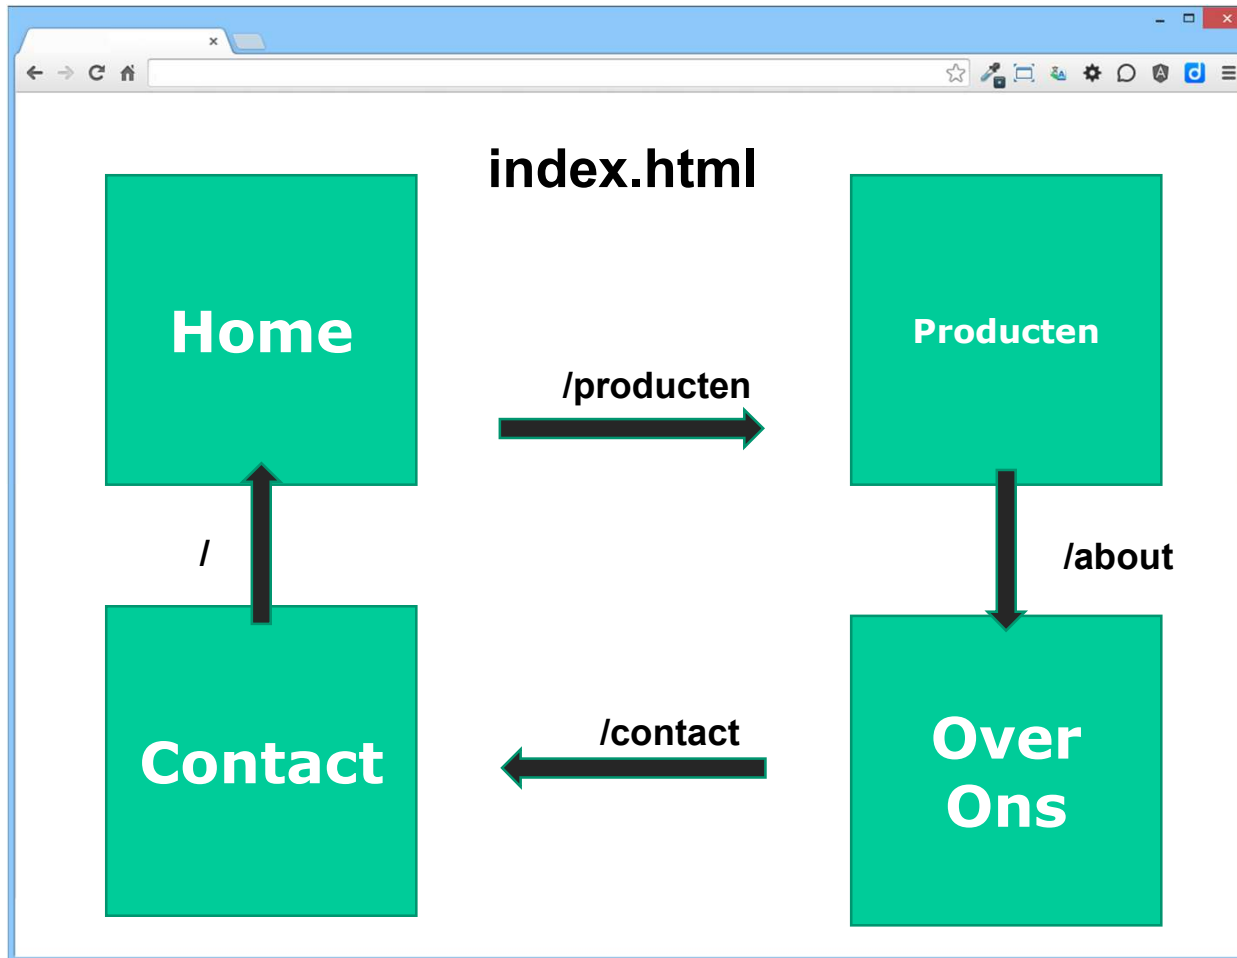 index.html
Home
Producten
/producten
/
/about
Contact
/contact
Over
Ons